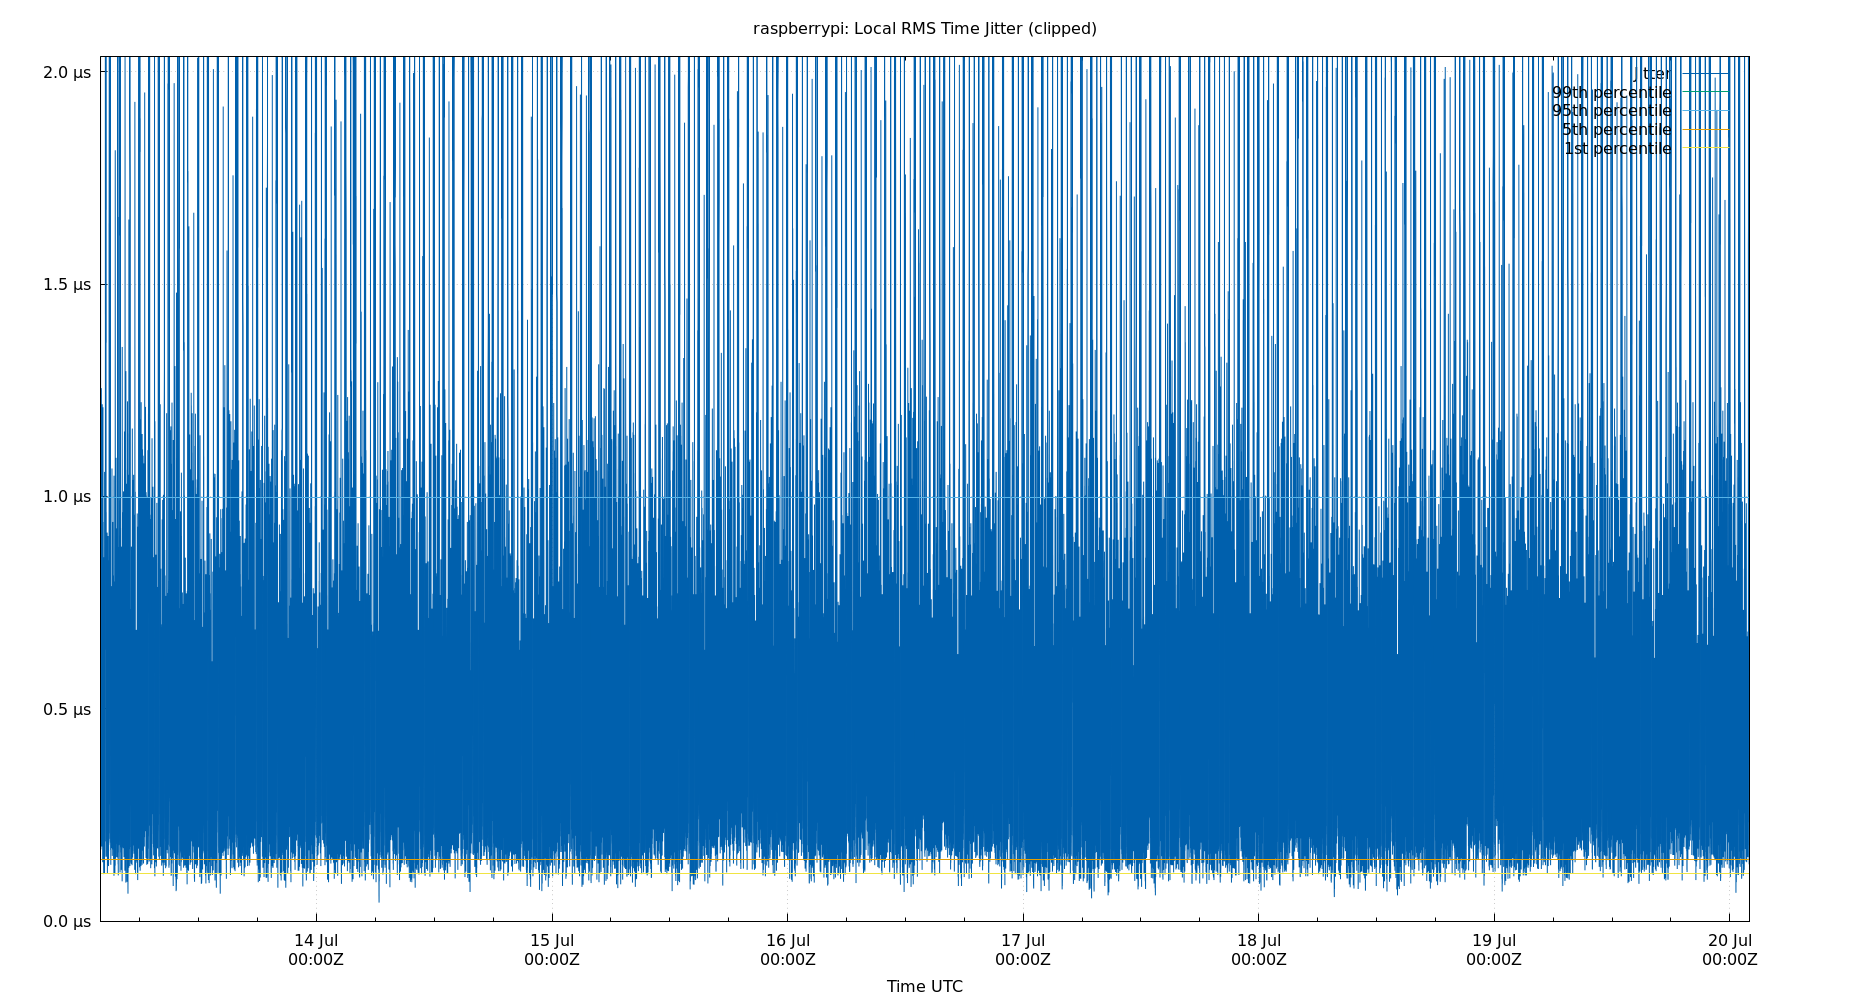 raspberrypi: Local RMS Time Jitter (clipped)
2.0 µs
1.5 µs
1.0 µs
0.5 µs
0.0 µs
jitter
99th percentile
95th percentile
5th percentile
1st percentile
14 Jul
00:00Z
15 Jul
00:00Z
16 Jul
00:00Z
17 Jul
00:00Z
18 Jul
00:00Z
19 Jul
00:00Z
20 Jul
00:00Z
Time UTC